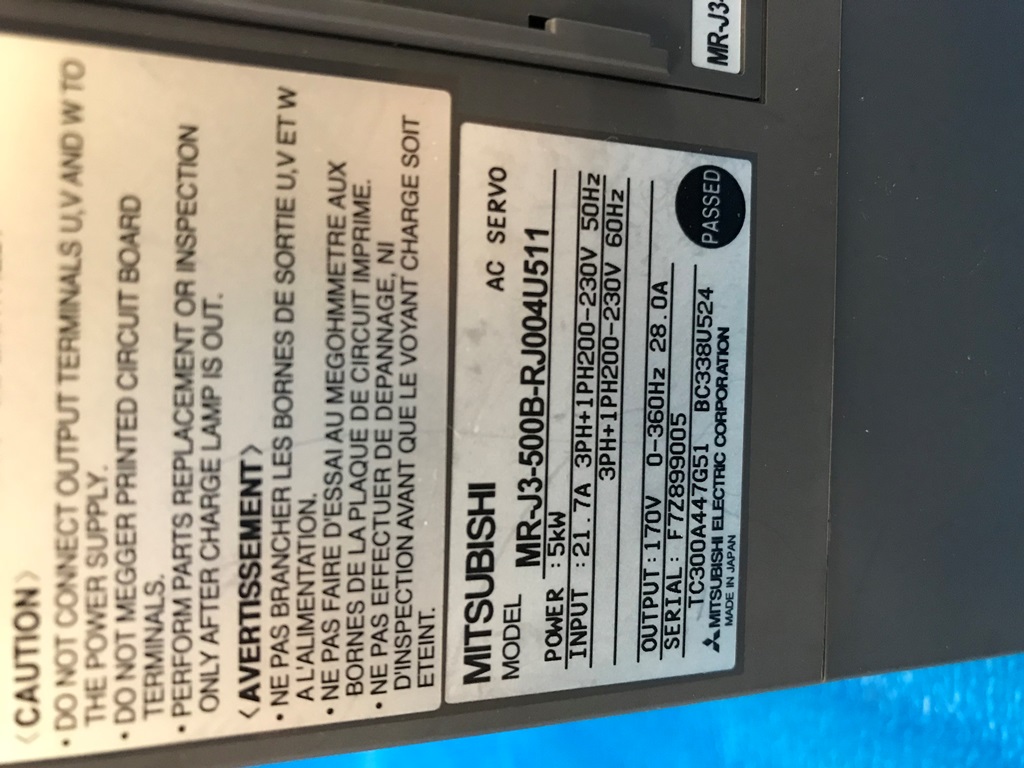 MR-J3-
<CAUTION>
• DO NOT CONNECT OUTPUT TERMINALS U,V AND W TO
THE POWER SUPPLY.
• DO NOT MEGGER PRINTED CIRCUIT BOARD
TERMINALS.
• PERFORM PARTS REPLACEMENT OR INSPECTION
ONLY AFTER CHARGE LAMP IS OUT.
<AVERTISSEMENT>
• NE PAS BRANCHER LES BORNES DE SORTIE U,V ET W
A L'ALIMENTATION.
• NE PAS FAIRE D'ESSAI AU MEGOHMMETRE AUX
BORNES DE LA PLAQUE DE CIRCUIT IMPRIME.
• NE PAS EFFECTUER DE DEPANNAGE, NI
D'INSPECTION AVANT QUE LE VOYANT CHARGE SOIT
ETEINT.
MITSUBISHI AC SERVO
MODEL MR-J3-500B-RJ004U511
POWER :5kW
INPUT :21.7A 3PH+1PH200-230V 50Hz
3PH+1PH200-230V 60Hz
OUTPUT:170V 0-360Hz 28.0A
SERIAL: F7Z899005
TC300A447G51 BC338U524
PASSED
MITSUBISHI ELECTRIC CORPORATION
MADE IN JAPAN